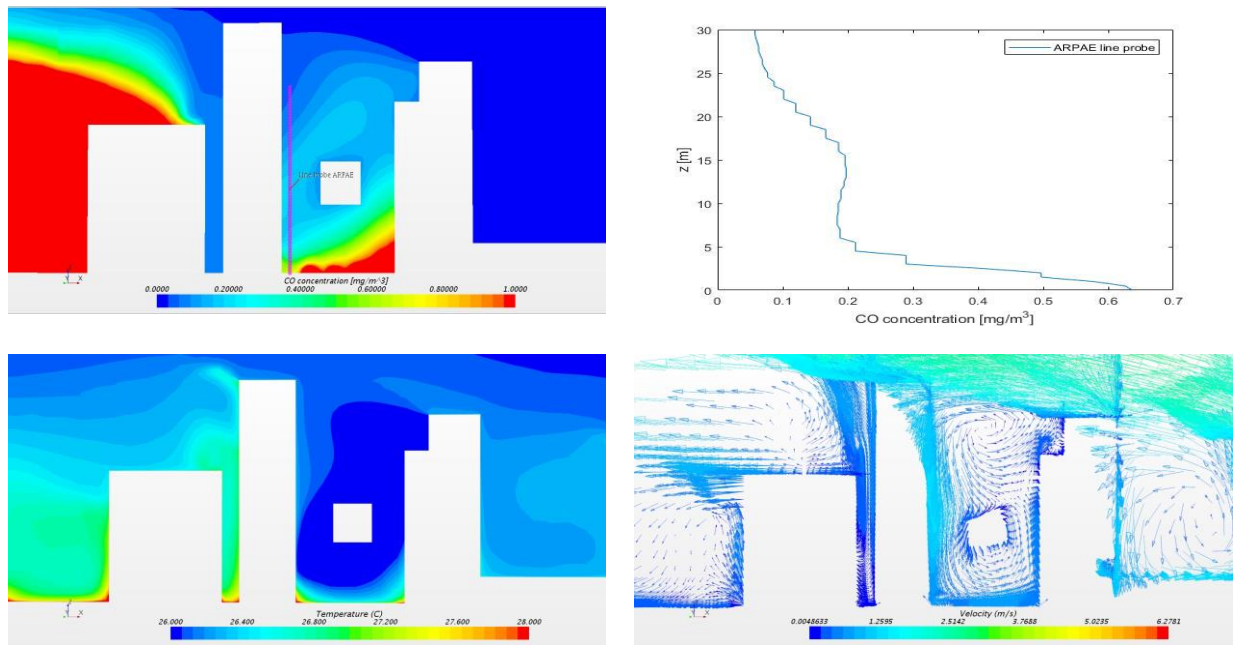 Line Probe ARPAE
CO concentration [mg/m^3]
0.0000 0.20000 0.40000 0.60000 0.80000 1.0000
Y X
ARPAE line probe
30
25
20
15
10
5
0
z [m]
0 0.1 0.2 0.3 0.4 0.5 0.6 0.7
CO concentration [mg/m³]
Temperature (C)
26.000 26.400 26.800 27.200 27.600 28.000
Y X
Velocity (m/s)
0.0048633 1.2595 2.5142 3.7688 5.0235 6.2781
Y X